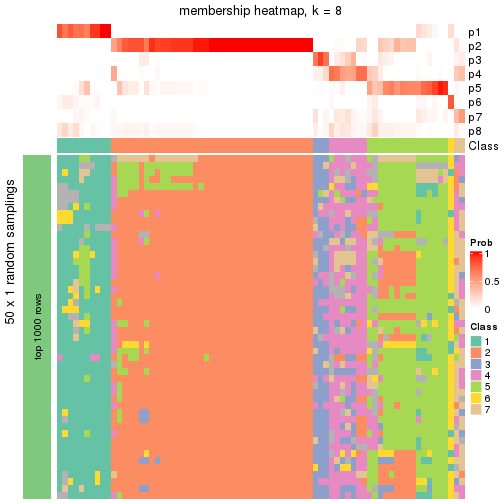 membership heatmap, k = 8
p1
p2
p3
p4
p5
p6
p7
p8
Class
50 x 1 random samplings
top 1000 rows
Prob
1
0.5
0
Class
1
2
3
4
5
6
7